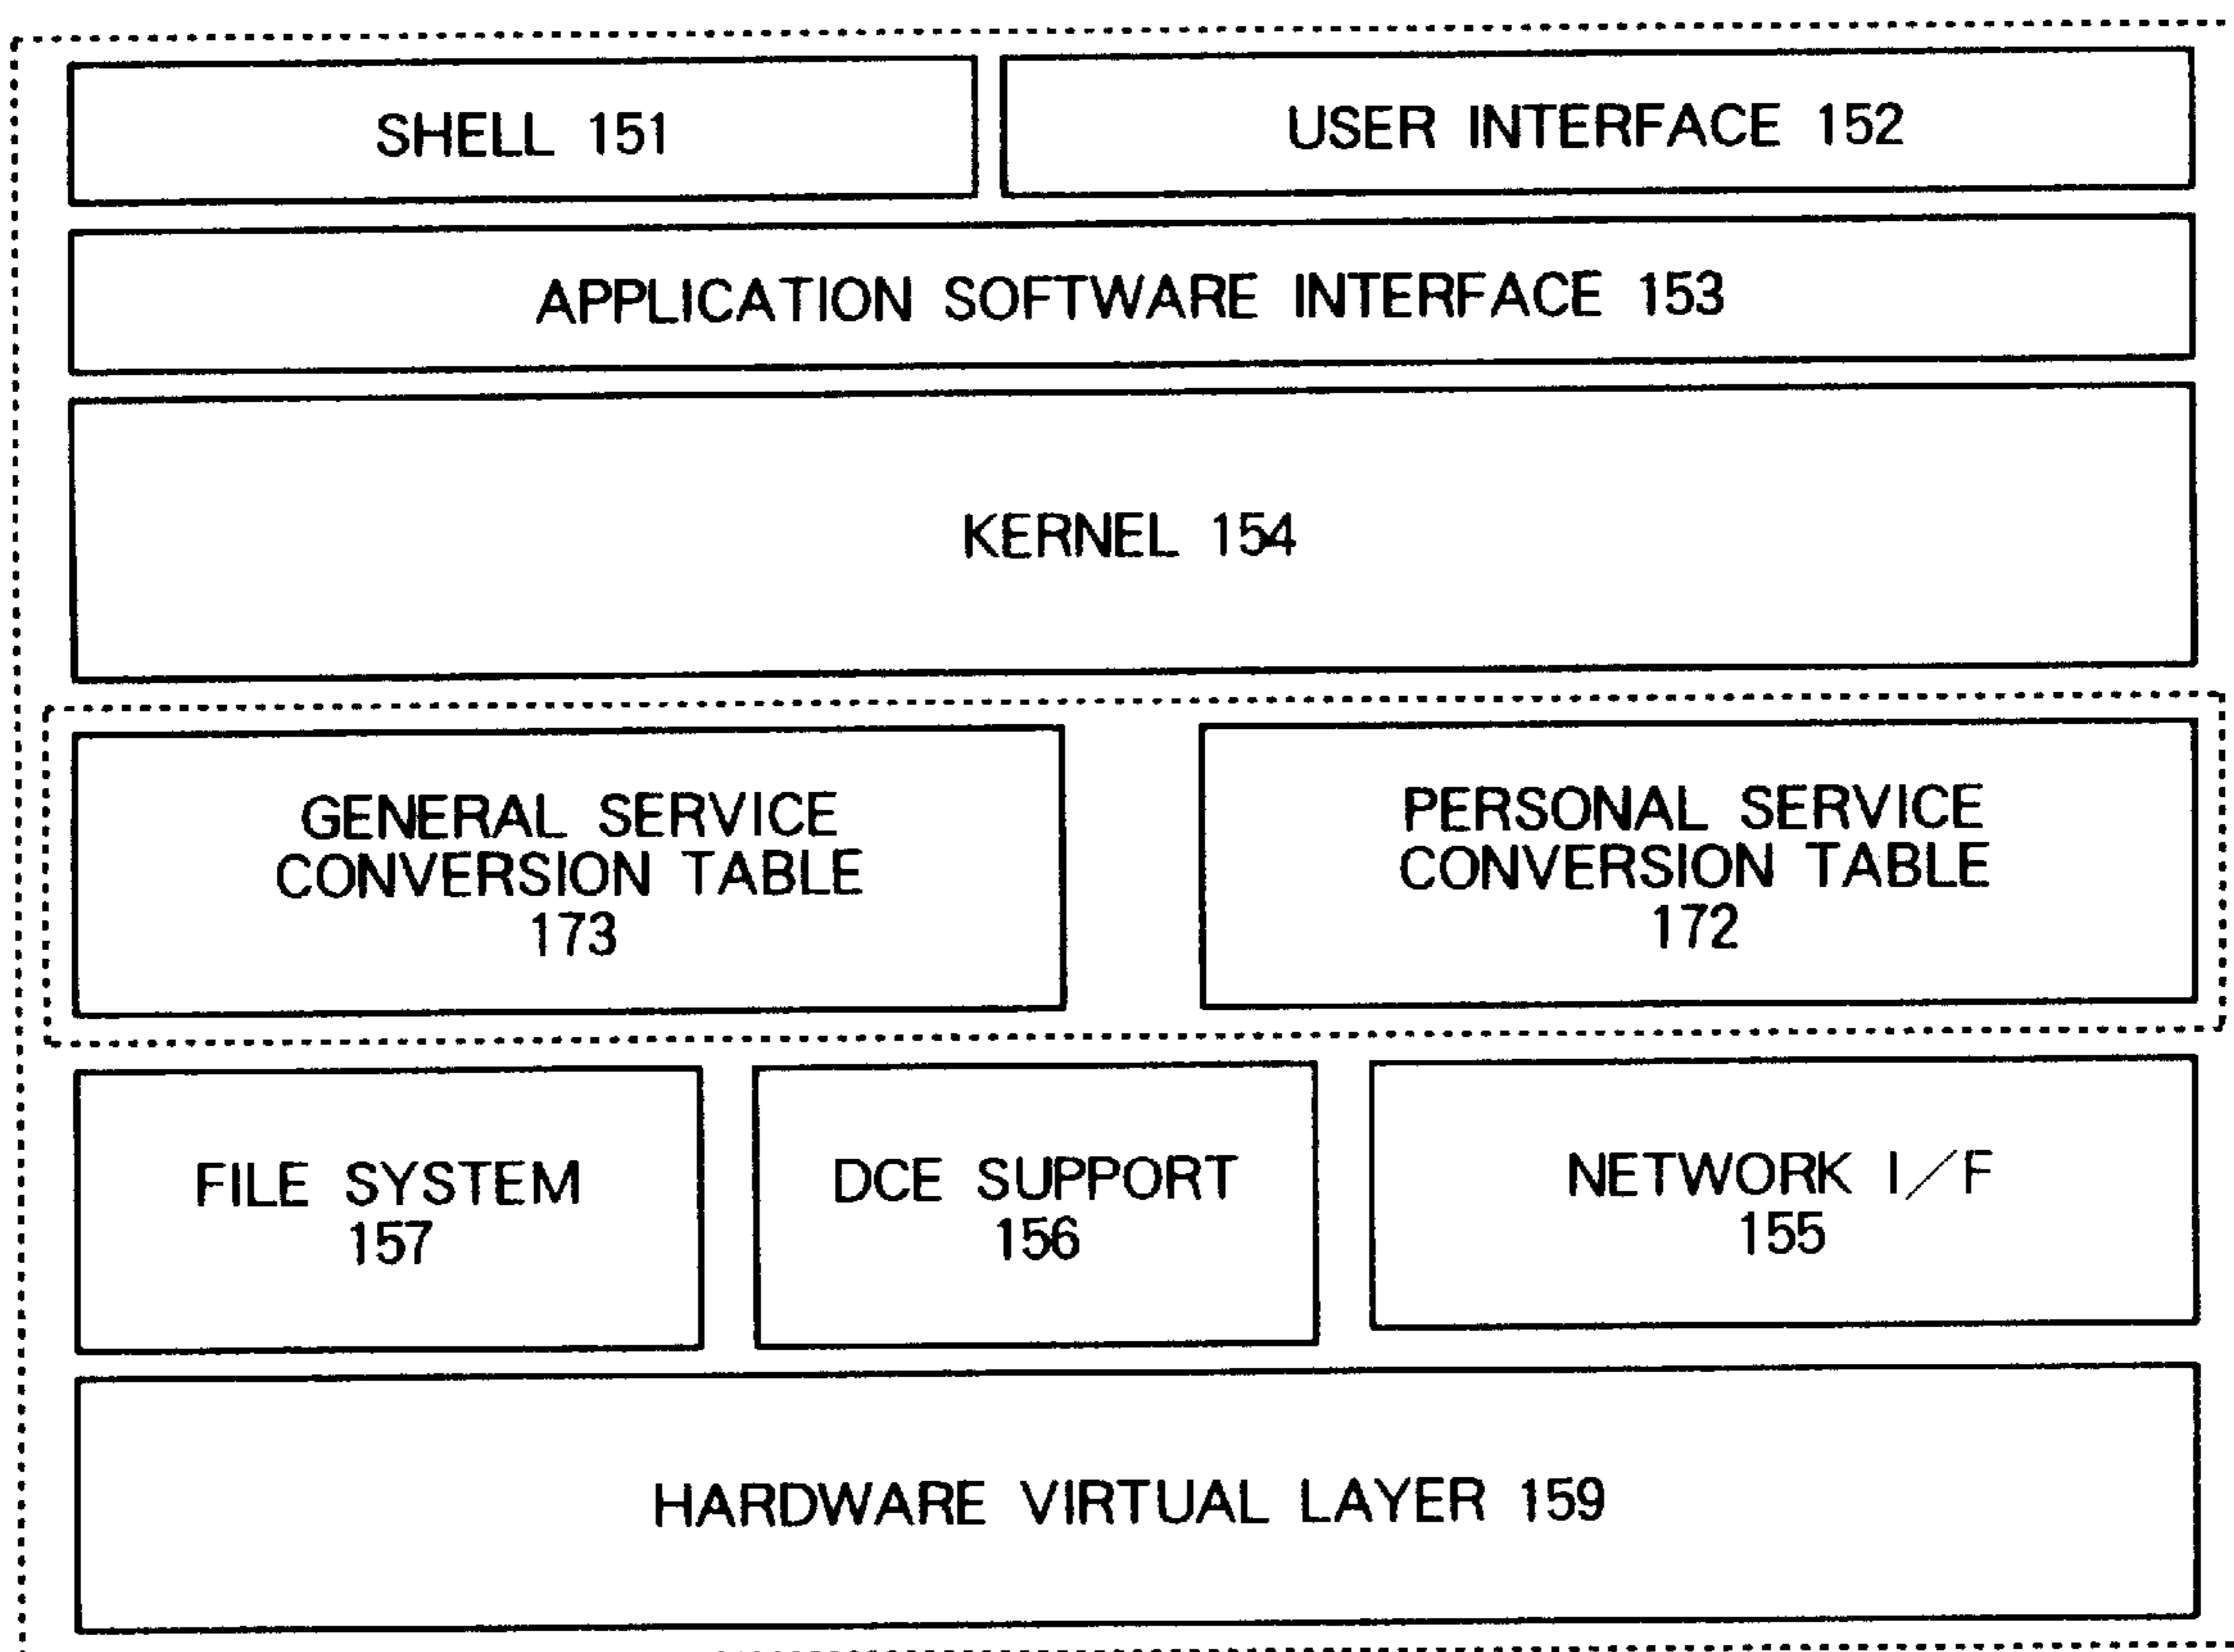 SHELL 151
USER INTERFACE 152
APPLICATION SOFTWARE INTERFACE 153
KERNEL 154
GENERAL SERVICE
CONVERSION TABLE
173
PERSONAL SERVICE
CONVERSION TABLE
172
FILE SYSTEM
157
DCE SUPPORT
156
NETWORK I/F
155
HARDWARE VIRTUAL LAYER 159